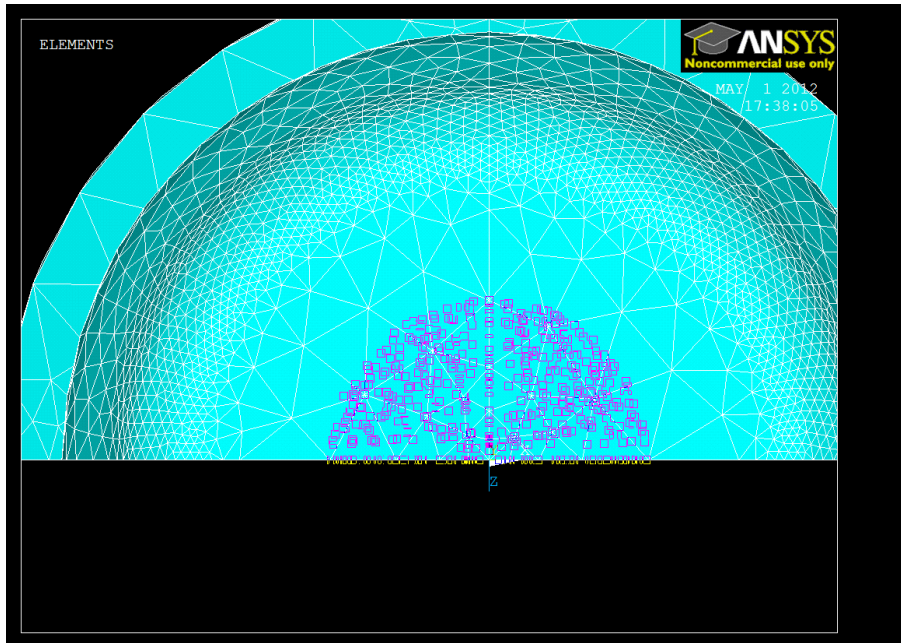 ELEMENTS
ANSYS
Noncommercial use only
MAY 1 2012
17:38:05
Z